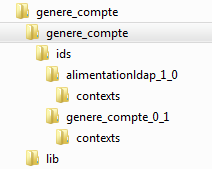 genere_compte
genere_compte
ids
alimentationldap_1_0
contexts
genere_compte_0_1
contexts
lib